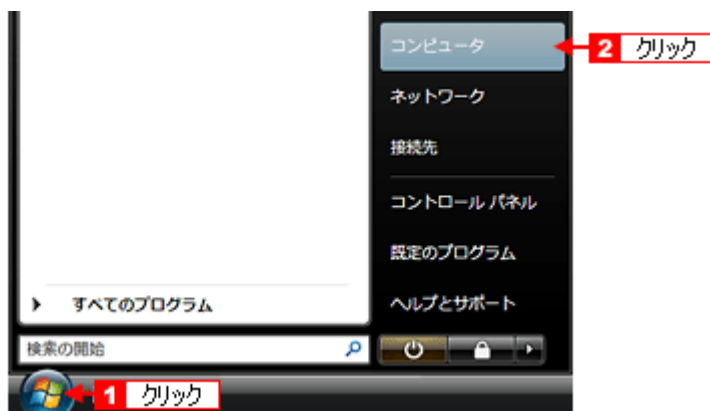 コンピュータ
2 クリック
ネットワーク
接続先
コントロール パネル
既定のプログラム
すべてのプログラム
ヘルプとサポート
検索の開始
1 クリック